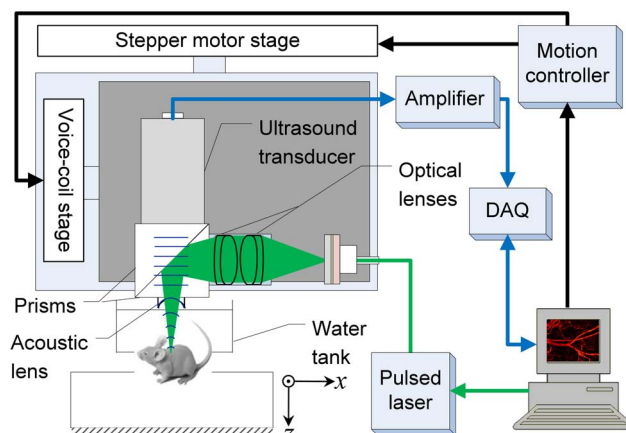 Stepper motor stage
Motion
controller
Amplifier
Voice-coil stage
Ultrasound
transducer
Optical
lenses
DAQ
Prisms
Acoustic
lens
Water
tank
x
z
Pulsed
laser